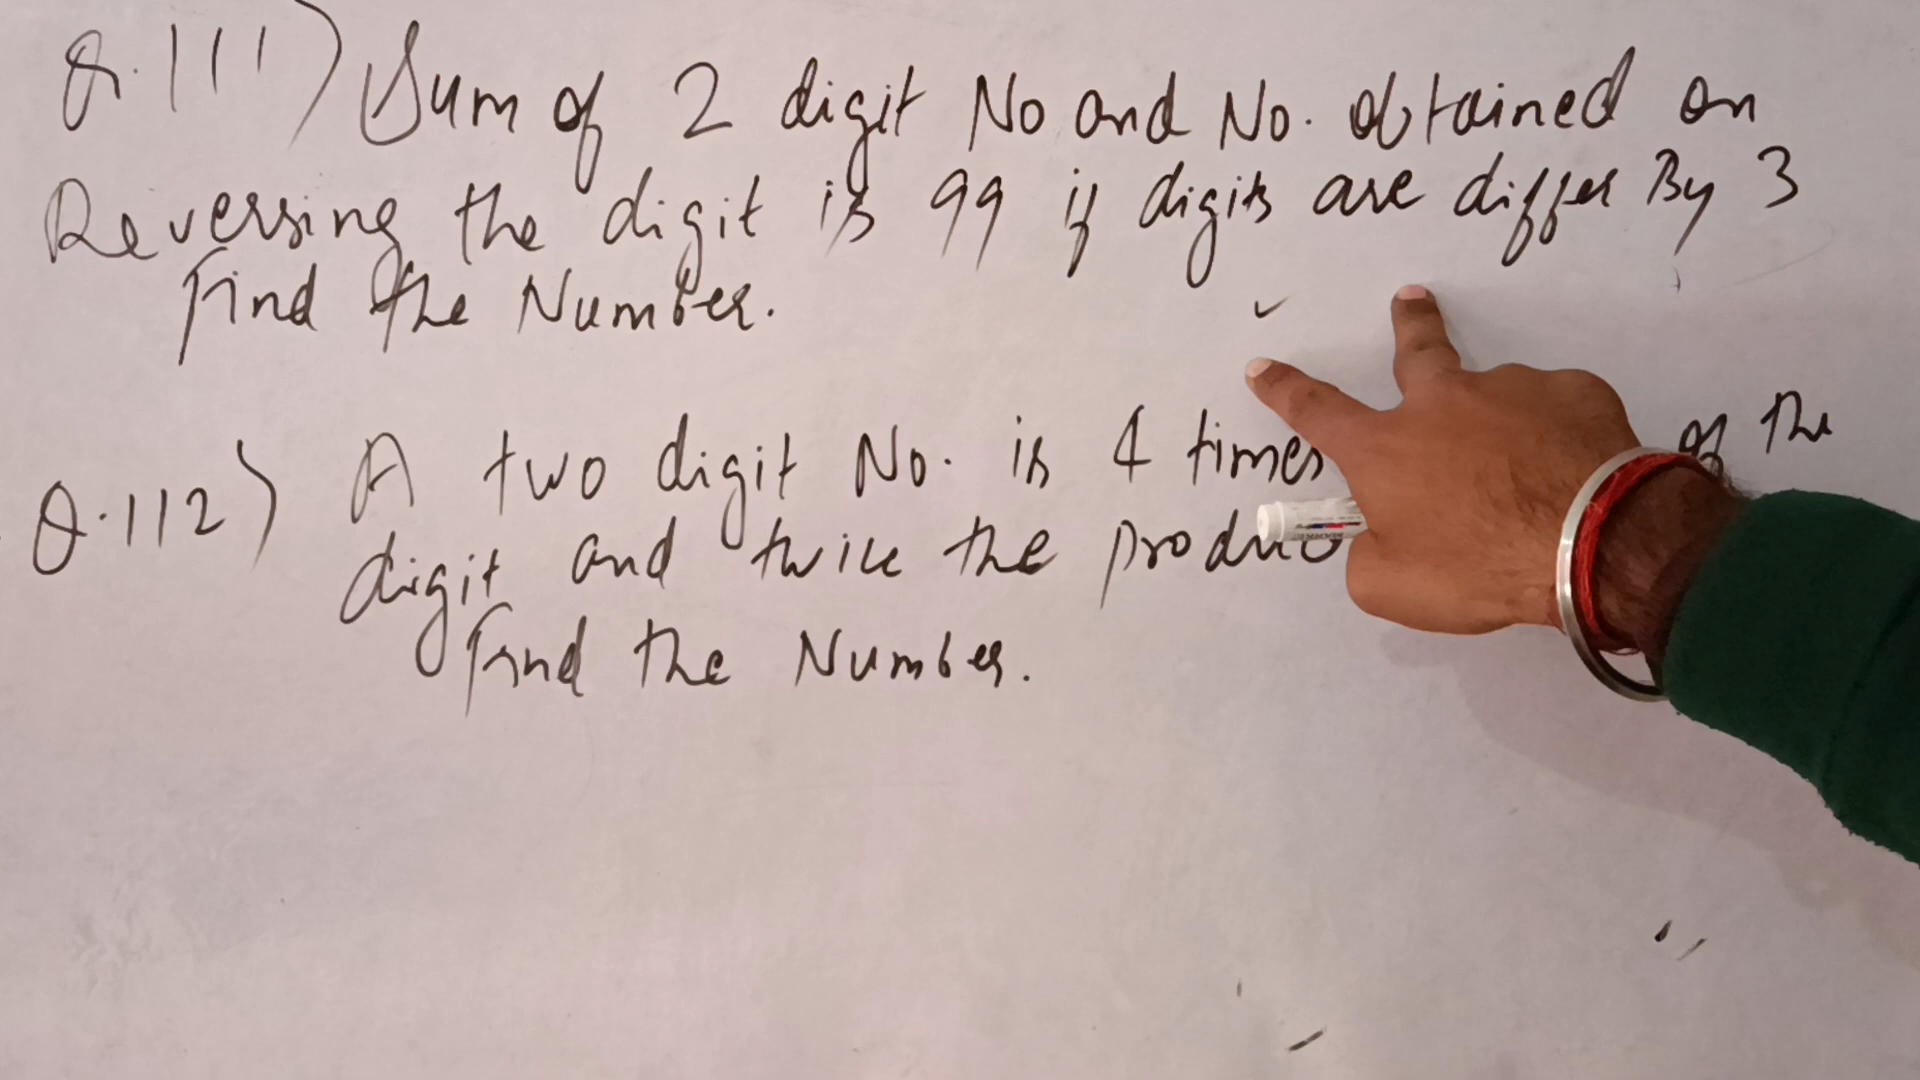 Q.111) Sum of 2 digit No and No. obtained on
Reversing the digit is 99 if digits are differ By 3
Find the Number.
Q.112) A two digit No. is 4 times of the
digit and twice the produ
Find the Number.